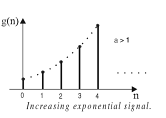 g(n)
a > 1
0 1 2 3 4
n
Increasing exponential signal.